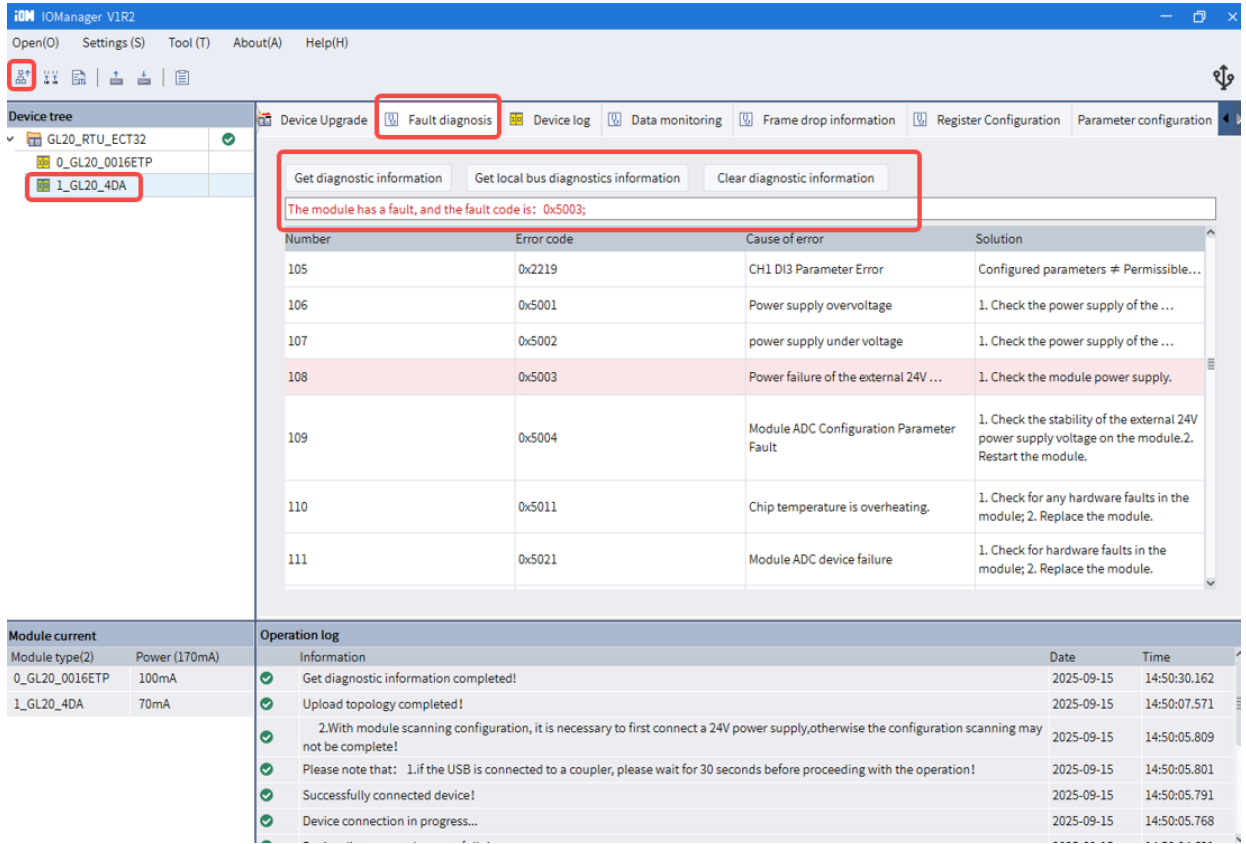 iOM IOManager V1R2
Open(O) Settings (S) Tool (T) About(A) Help(H)
Device tree
GL20_RTU_ECT32
0_GL20_0016ETP
1_GL20_4DA
Device Upgrade Fault diagnosis Device log Data monitoring Frame drop information Register Configuration Parameter configuration
Get diagnostic information Get local bus diagnostics information Clear diagnostic information
The module has a fault, and the fault code is: 0x5003;
Number Error code Cause of error Solution
105 0x2219 CH1 DI3 Parameter Error Configured parameters ≠ Permissible...
106 0x5001 Power supply overvoltage 1. Check the power supply of the ...
107 0x5002 power supply under voltage 1. Check the power supply of the ...
108 0x5003 Power failure of the external 24V ... 1. Check the module power supply.
109 0x5004 Module ADC Configuration Parameter
Fault
1. Check the stability of the external 24V
power supply voltage on the module.2.
Restart the module.
110 0x5011 Chip temperature is overheating.
1. Check for any hardware faults in the
module; 2. Replace the module.
111 0x5021 Module ADC device failure
1. Check for hardware faults in the
module; 2. Replace the module.
Module current
Module type(2) Power (170mA)
0_GL20_0016ETP 100mA
1_GL20_4DA 70mA
Operation log
Information Date Time
Get diagnostic information completed! 2025-09-15 14:50:30.162
Upload topology completed! 2025-09-15 14:50:07.571
2.With module scanning configuration, it is necessary to first connect a 24V power supply,otherwise the configuration scanning may
not be complete! 2025-09-15 14:50:05.809
Please note that: 1.if the USB is connected to a coupler, please wait for 30 seconds before proceeding with the operation! 2025-09-15 14:50:05.801
Successfully connected device! 2025-09-15 14:50:05.791
Device connection in progress... 2025-09-15 14:50:05.768